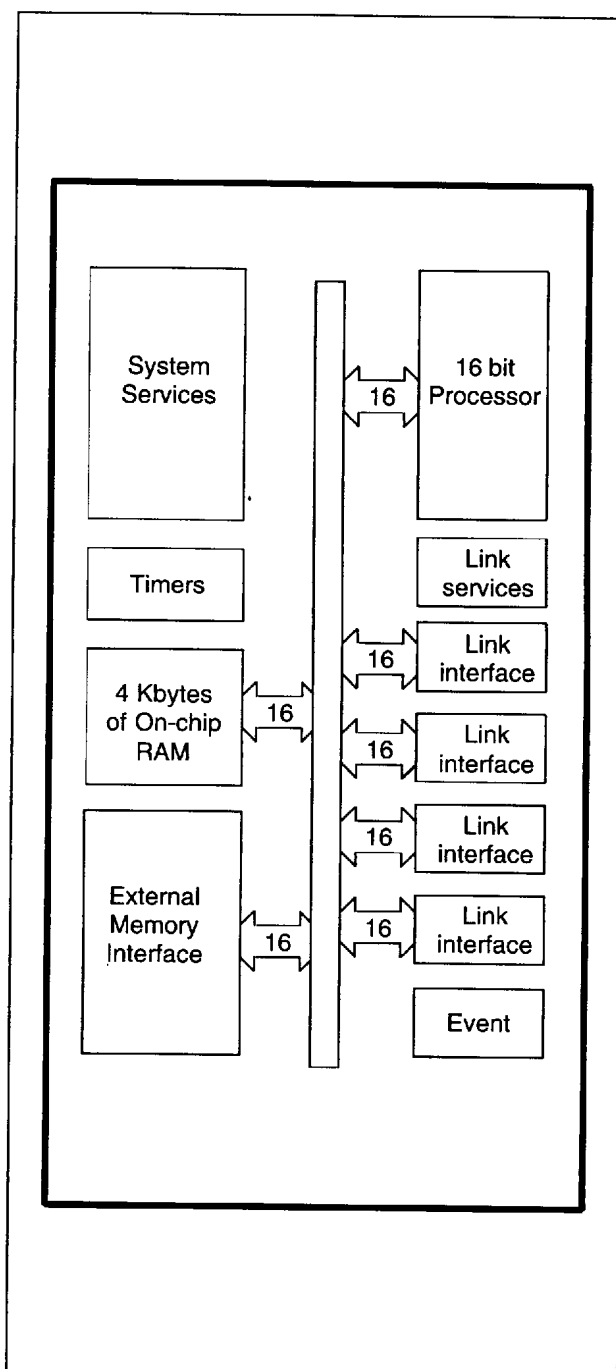 System
Services
16
16 bit
Processor
Timers
Link
services
4 Kbytes
of On-chip
RAM
16
16
Link
interface
16
Link
interface
16
Link
interface
External
Memory
Interface
16
16
Link
interface
Event